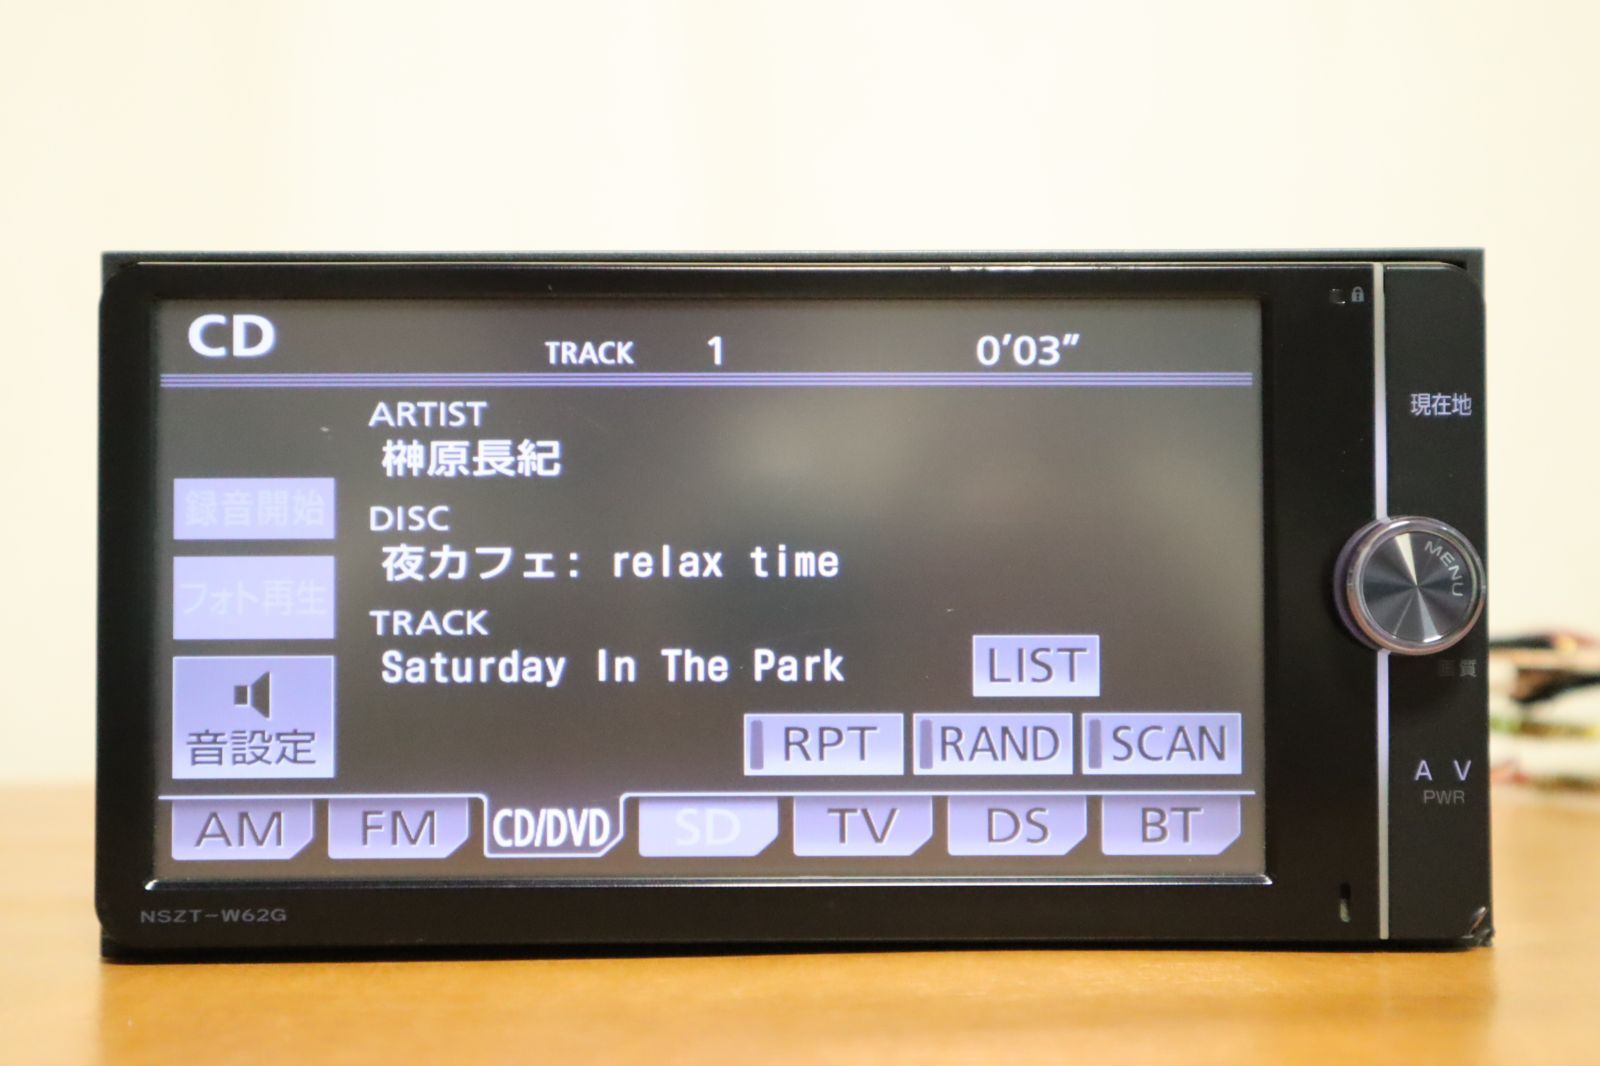 CD
TRACK 1 0'03"
ARTIST
榊原長紀
DISC
夜カフェ: relax time
TRACK
Saturday In The Park
録音開始
フォト再生
音設定
LIST
RPT RAND SCAN
AM FM CD/DVD SD TV DS BT
NSZT-W62G
現在地
MENU
画質
A V
PWR